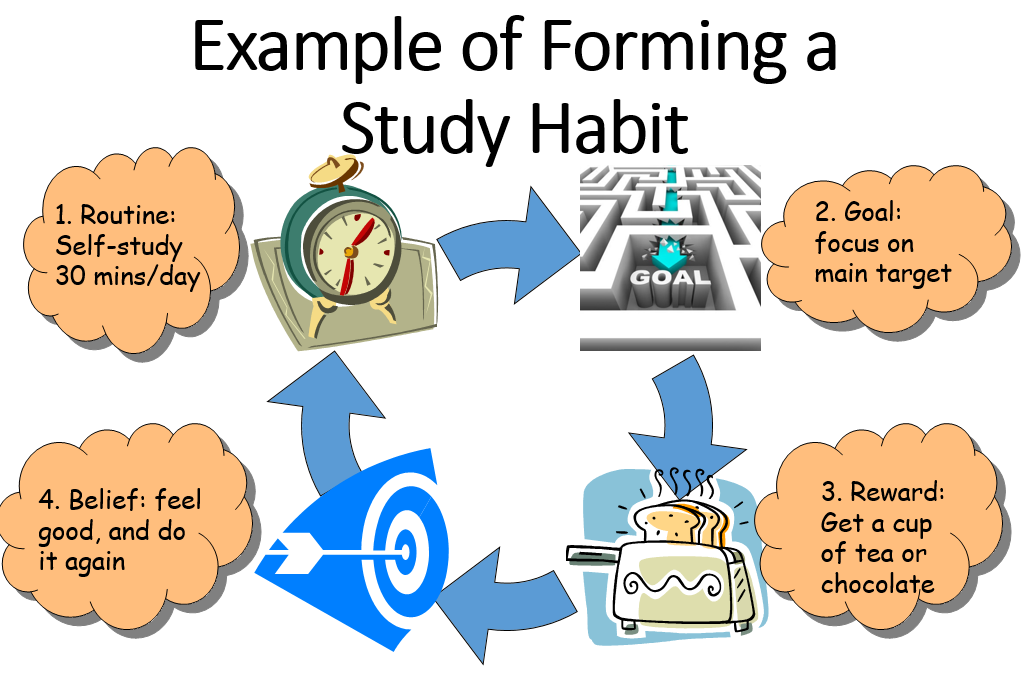 Example of Forming a
Study Habit
1. Routine:
Self-study
30 mins/day
GOAL
2. Goal:
focus on
main target
4. Belief: feel
good, and do
it again
3. Reward:
Get a cup
of tea or
chocolate